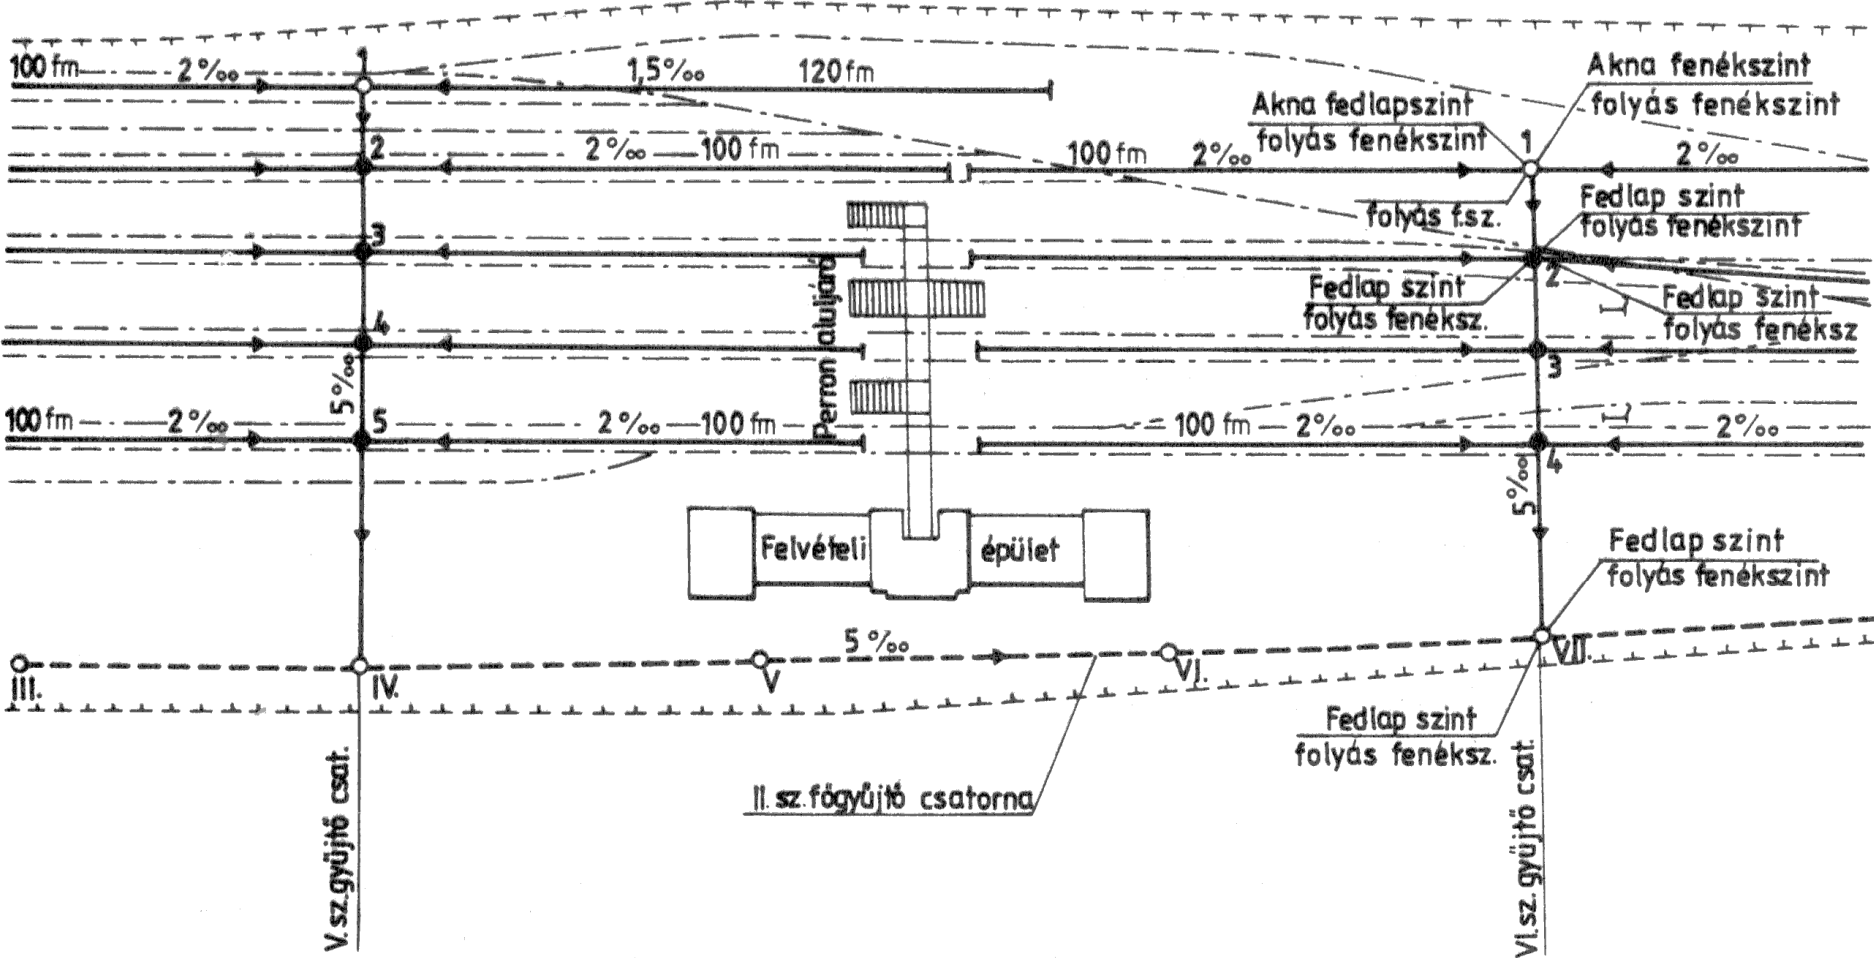 100 fm 2‰ 1 1,5‰ 120 fm
Akna fenékszint
folyás fenékszint
Akna fedlapszint
folyás fenékszint
2 2‰ 100 fm 100 fm 2‰ 1 2‰
folyás f.sz.
Fedlap szint
folyás fenékszint
3
2
Fedlap szint
folyás fenéksz.
Fedlap szint
folyás fenéksz
Perron aluljáró
4
3
5‰
100 fm 2‰ 5 2‰ 100 fm 100 fm 2‰ 2‰
4
5‰
Felvételi épület
Fedlap szint
folyás fenékszint
5‰
III. IV. V VI. VII.
Fedlap szint
folyás fenéksz.
II. sz. főgyűjtő csatorna
V. sz. gyűjtő csat.
VI. sz. gyűjtő csat.